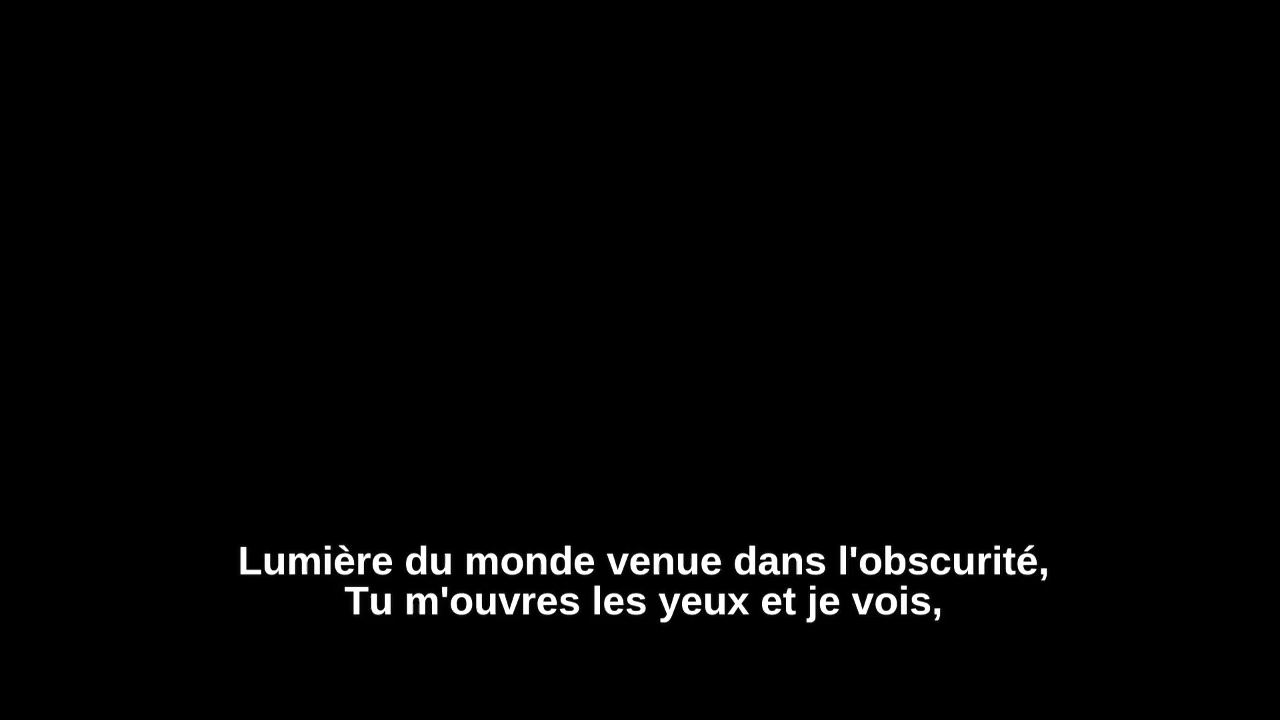 Lumière du monde venue dans l'obscurité,
Tu m'ouvres les yeux et je vois,